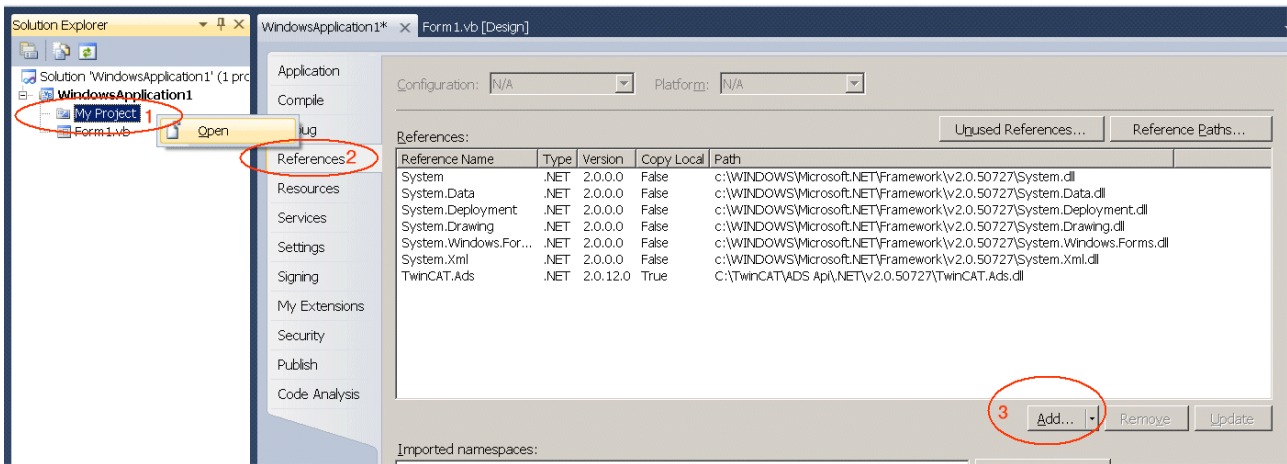 Solution Explorer
WindowsApplication1*
Form1.vb [Design]
Solution 'WindowsApplication1' (1 prc
WindowsApplication1
My Project
1
Form1.vb
Open
Application
Compile
bug
References
2
Resources
Services
Settings
Signing
My Extensions
Security
Publish
Code Analysis
Configuration: N/A Platform: N/A
References:
Unused References... Reference Paths...
Reference Name Type Version Copy Local Path
System .NET 2.0.0.0 False c:\WINDOWS\Microsoft.NET\Framework\v2.0.50727\System.dll
System.Data .NET 2.0.0.0 False c:\WINDOWS\Microsoft.NET\Framework\v2.0.50727\System.Data.dll
System.Deployment .NET 2.0.0.0 False c:\WINDOWS\Microsoft.NET\Framework\v2.0.50727\System.Deployment.dll
System.Drawing .NET 2.0.0.0 False c:\WINDOWS\Microsoft.NET\Framework\v2.0.50727\System.Drawing.dll
System.Windows.For... .NET 2.0.0.0 False c:\WINDOWS\Microsoft.NET\Framework\v2.0.50727\System.Windows.Forms.dll
System.Xml .NET 2.0.0.0 False c:\WINDOWS\Microsoft.NET\Framework\v2.0.50727\System.Xml.dll
TwinCAT.Ads .NET 2.0.12.0 True C:\TwinCAT\ADS Api\.NET\v2.0.50727\TwinCAT.Ads.dll
3
Add... Remove Update
Imported namespaces: